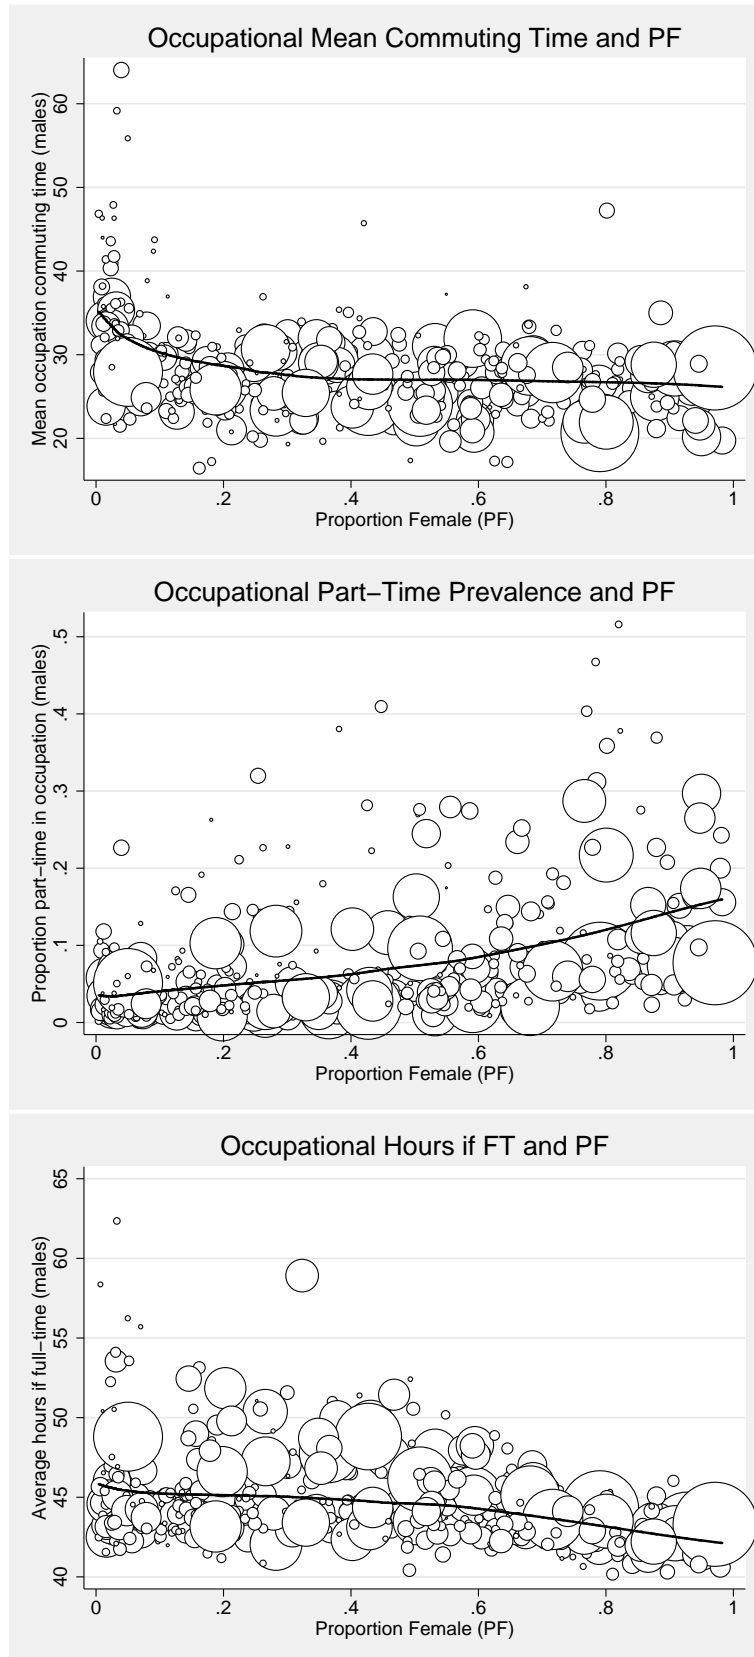 Occupational Mean Commuting Time and PF
Mean occupation commuting time (males)
60
50
40
30
20
0 .2 .4 .6 .8 1
Proportion Female (PF)
Occupational Part−Time Prevalence and PF
Proportion part−time in occupation (males)
.5
.4
.3
.2
.1
0
0 .2 .4 .6 .8 1
Proportion Female (PF)
Occupational Hours if FT and PF
Average hours if full−time (males)
65
60
55
50
45
40
0 .2 .4 .6 .8 1
Proportion Female (PF)